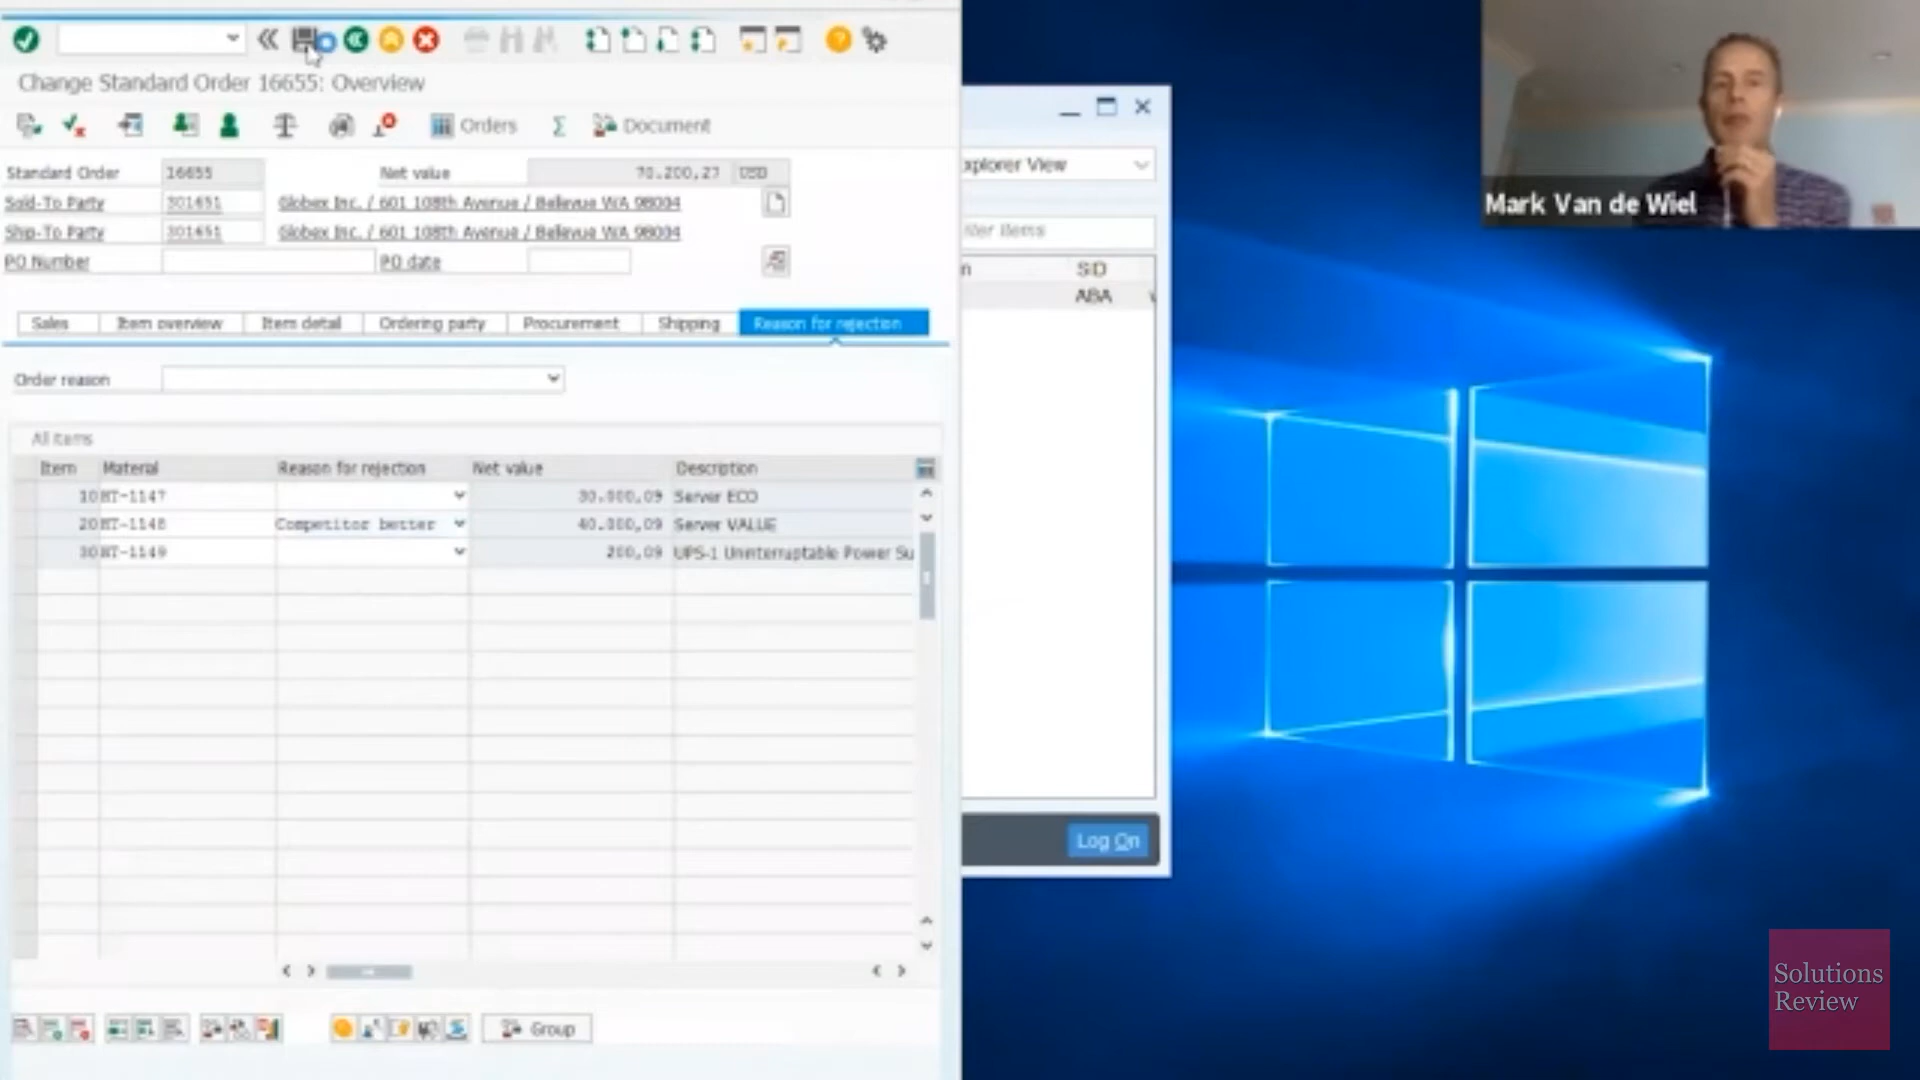 Change Standard Order 16655: Overview
Orders
Document
Standard Order 16655 Net value 70.200,27 USD
Sold-To Party 301651 Globex Inc. / 601 108th Avenue / Bellevue WA 98004
Ship-To Party 301651 Globex Inc. / 601 108th Avenue / Bellevue WA 98004
PO Number PO date
Sales Item overview Item detail Ordering party Procurement Shipping Reason for rejection
Order reason
All items
Item Material Reason for rejection Net value Description
10 HT-1147 30.000,09 Server ECO
20 HT-1148 Competitor better 40.000,09 Server VALUE
30 HT-1149 200,09 UPS-1 Uninterruptable Power Su
Group
xplorer View
lter Items
n SID
ABA
Log On
Mark Van de Wiel
Solutions
Review